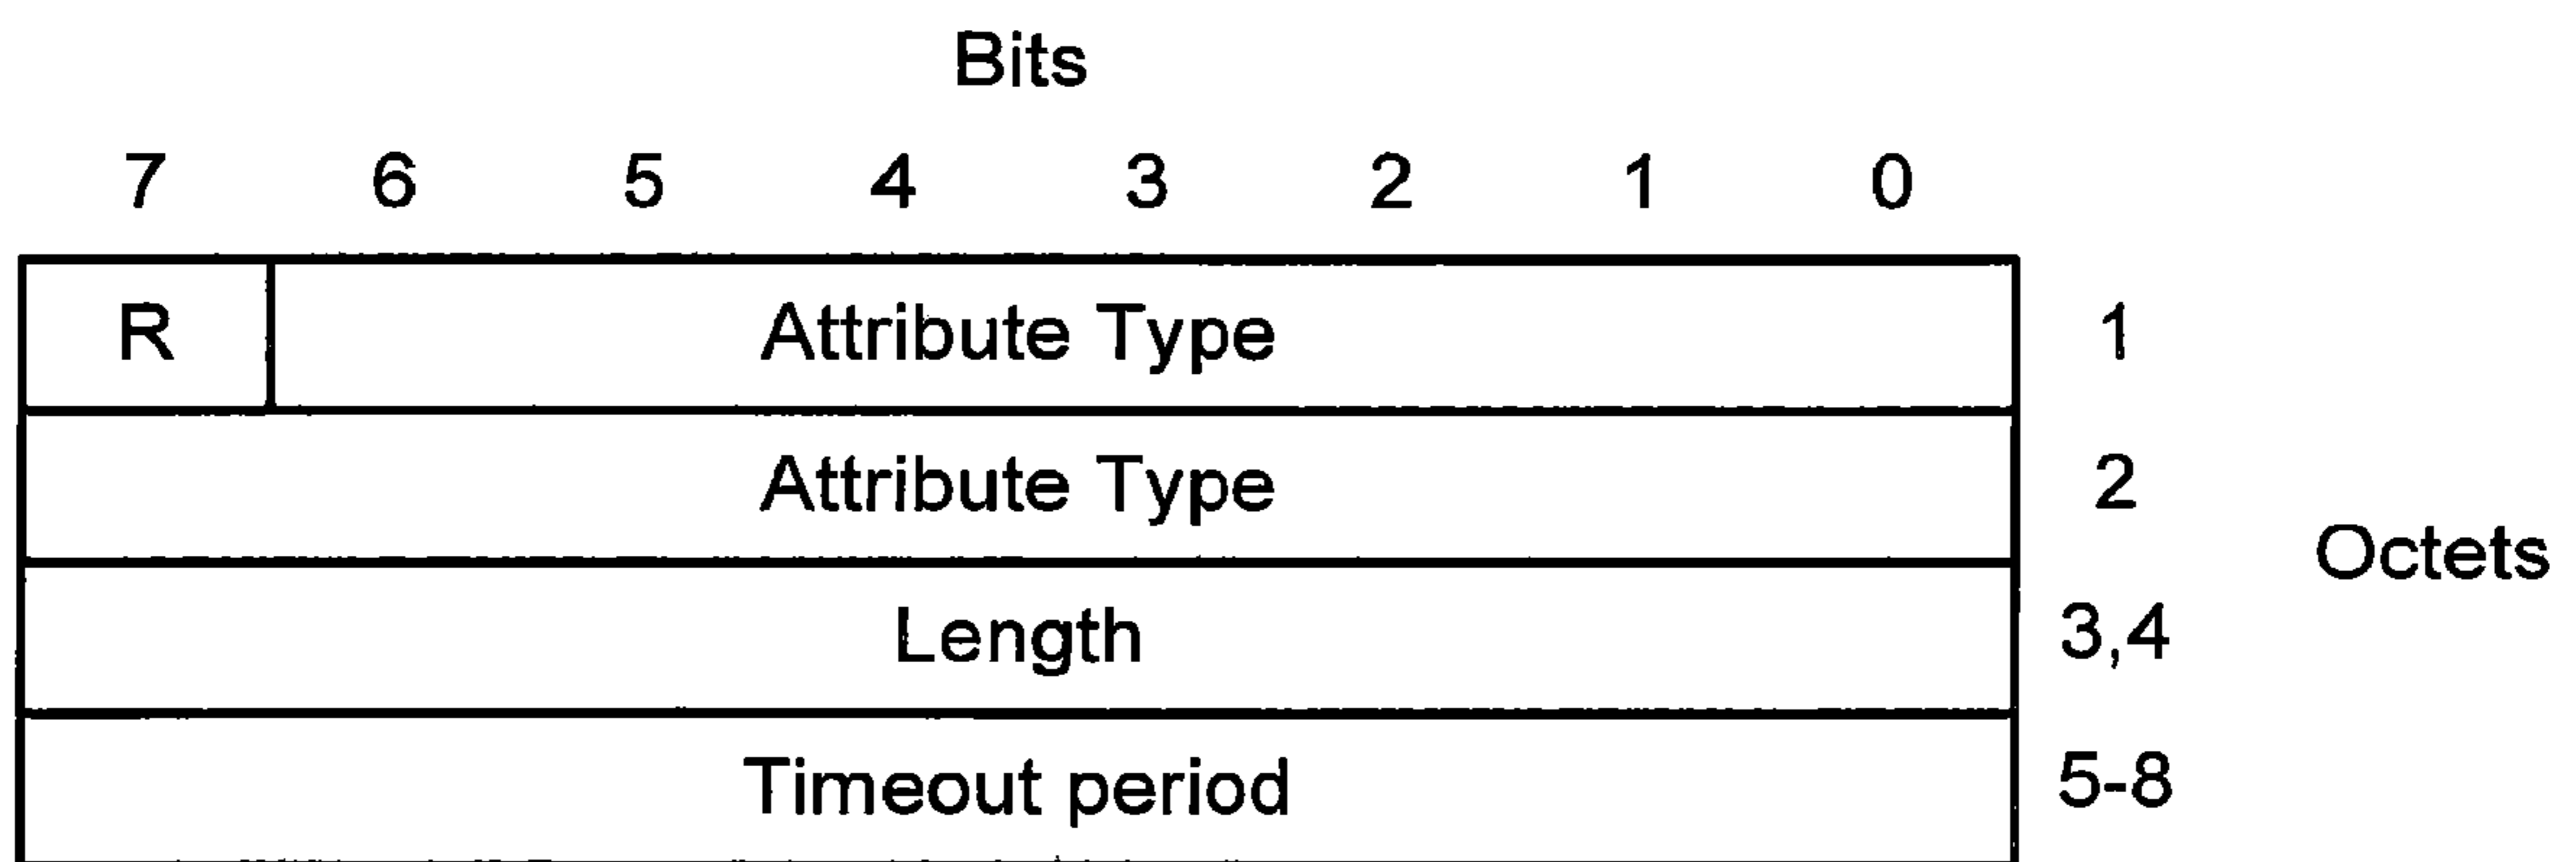 Bits
7 6 5 4 3 2 1 0
R Attribute Type 1
Attribute Type 2
Octets
Length 3,4
Timeout period 5-8